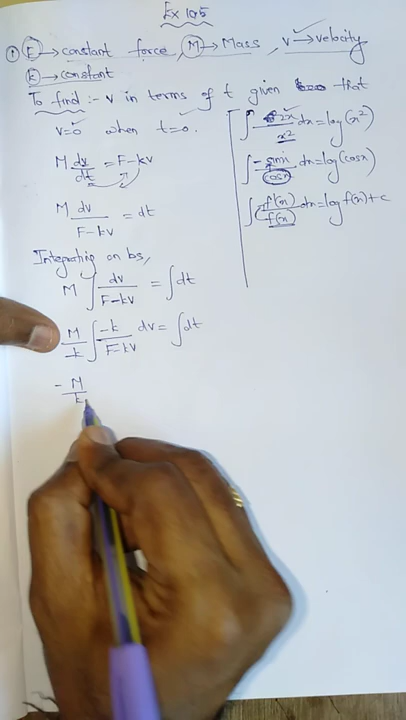 Ex 10.5
① F → constant force, M → Mass, v → velocity
k → constant
To find :- v in terms of t given that
v=0 when t=0.
M dv/dt = F-kv
M dv/F-kv = dt
Integrating on bs,
M ∫ dv/F-kv = ∫dt
M/-k ∫ -k/F-kv dv = ∫dt
- M/k
∫ 2x/x² dx = log(x²)
∫ -sinx/cosx dx = log(cosx)
∫ f'(x)/f(x) dx = log f(x) + c